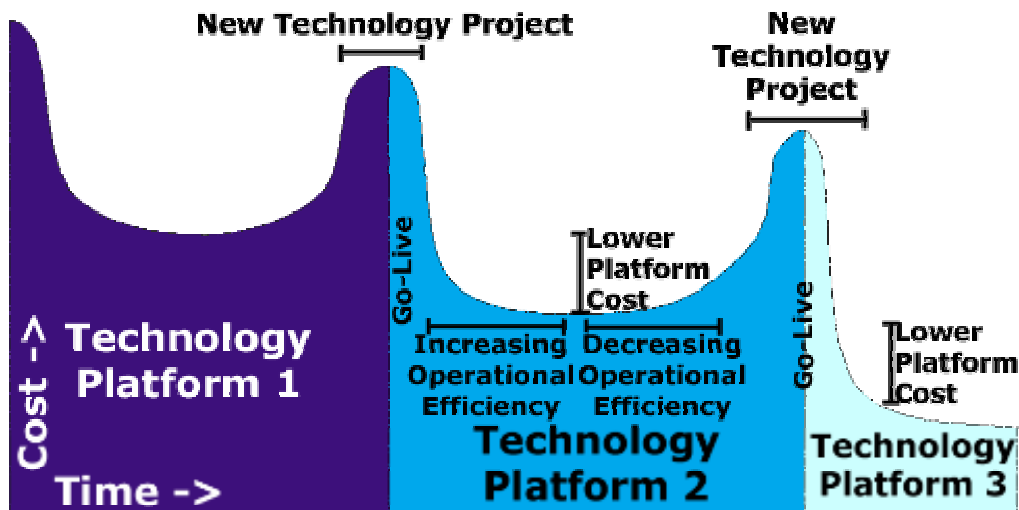 New Technology Project
New
Technology
Project
Go-Live
Lower
Platform
Cost
Increasing
Operational
Efficiency
Decreasing
Operational
Efficiency
Go-Live
Lower
Platform
Cost
Cost ->
Technology
Platform 1
Time ->
Technology
Platform 2
Technology
Platform 3